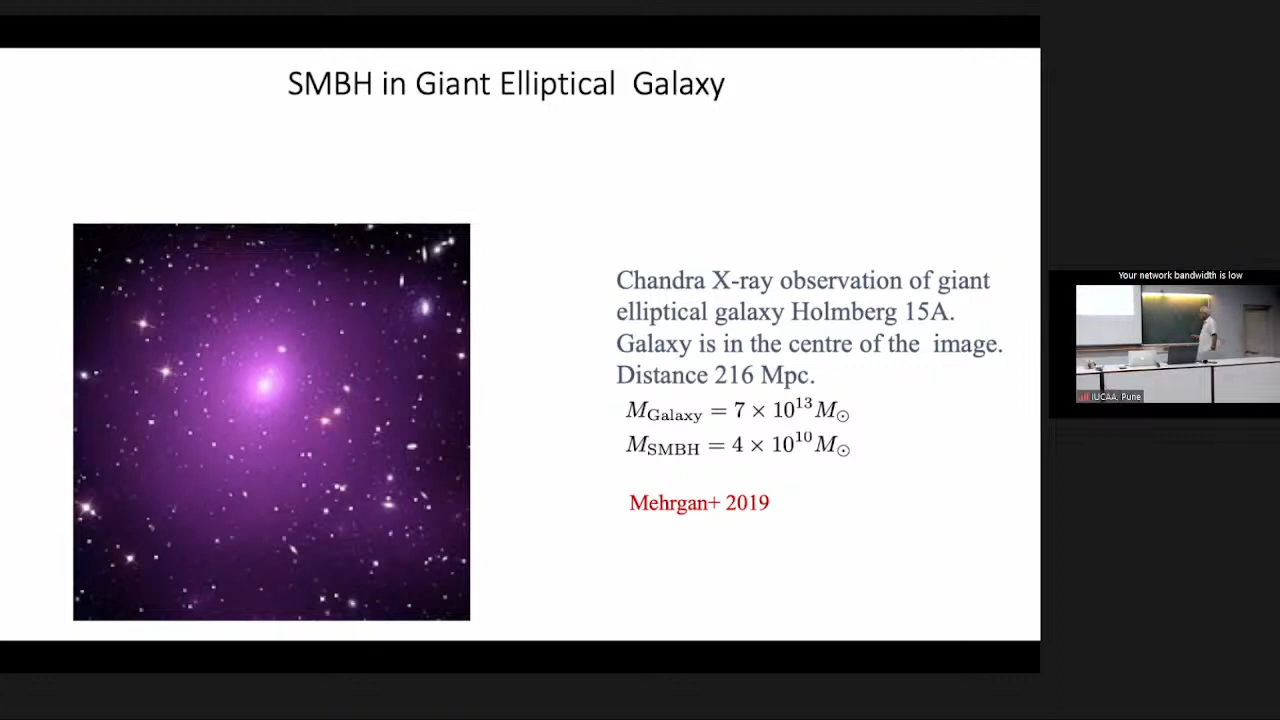 SMBH in Giant Elliptical Galaxy
Chandra X-ray observation of giant
elliptical galaxy Holmberg 15A.
Galaxy is in the centre of the image.
Distance 216 Mpc.
M_Galaxy = 7 × 10^13 M_⊙
M_SMBH = 4 × 10^10 M_⊙
Mehrgan+ 2019
Your network bandwidth is low
IUCAA, Pune